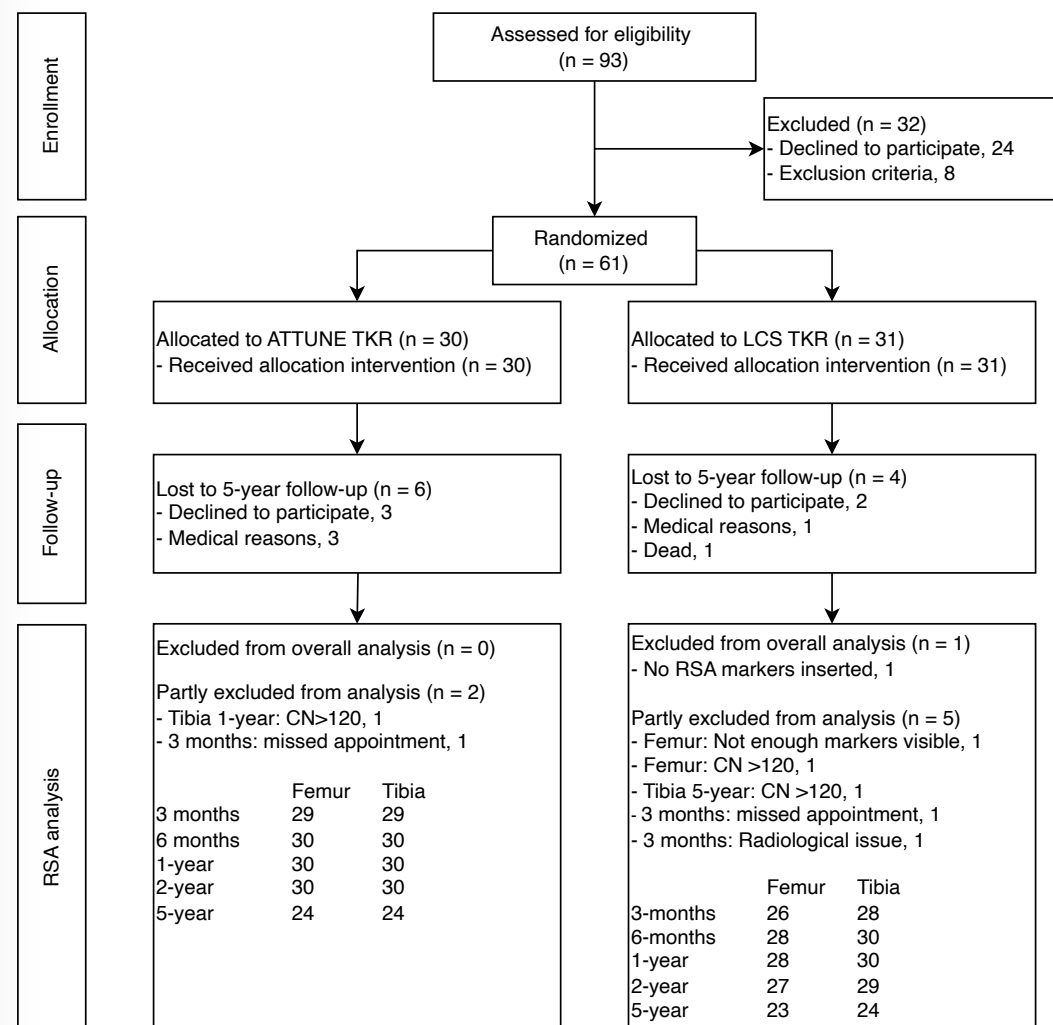 Enrollment
Assessed for eligibility
(n = 93)
Excluded (n = 32)
- Declined to participate, 24
- Exclusion criteria, 8
Allocation
Randomized
(n = 61)
Allocated to ATTUNE TKR (n = 30)
- Received allocation intervention (n = 30)
Allocated to LCS TKR (n = 31)
- Received allocation intervention (n = 31)
Follow-up
Lost to 5-year follow-up (n = 6)
- Declined to participate, 3
- Medical reasons, 3
Lost to 5-year follow-up (n = 4)
- Declined to participate, 2
- Medical reasons, 1
- Dead, 1
RSA analysis
Excluded from overall analysis (n = 0)
Partly excluded from analysis (n = 2)
- Tibia 1-year: CN>120, 1
- 3 months: missed appointment, 1
Femur Tibia
3 months 29 29
6 months 30 30
1-year 30 30
2-year 30 30
5-year 24 24
Excluded from overall analysis (n = 1)
- No RSA markers inserted, 1
Partly excluded from analysis (n = 5)
- Femur: Not enough markers visible, 1
- Femur: CN >120, 1
- Tibia 5-year: CN >120, 1
- 3 months: missed appointment, 1
- 3 months: Radiological issue, 1
Femur Tibia
3-months 26 28
6-months 28 30
1-year 28 30
2-year 27 29
5-year 23 24